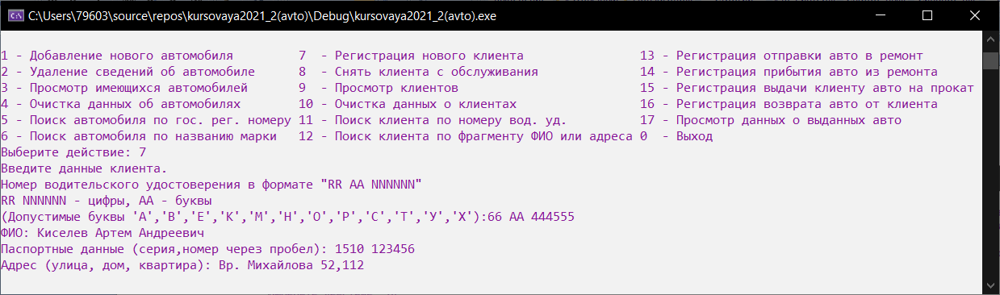 C:\Users\79603\source\repos\kursovaya2021_2(avto)\Debug\kursovaya2021_2(avto).exe
1 - Добавление нового автомобиля 7 - Регистрация нового клиента 13 - Регистрация отправки авто в ремонт
2 - Удаление сведений об автомобиле 8 - Снять клиента с обслуживания 14 - Регистрация прибытия авто из ремонта
3 - Просмотр имеющихся автомобилей 9 - Просмотр клиентов 15 - Регистрация выдачи клиенту авто на прокат
4 - Очистка данных об автомобилях 10 - Очистка данных о клиентах 16 - Регистрация возврата авто от клиента
5 - Поиск автомобиля по гос. рег. номеру 11 - Поиск клиента по номеру вод. уд. 17 - Просмотр данных о выданных авто
6 - Поиск автомобиля по названию марки 12 - Поиск клиента по фрагменту ФИО или адреса 0 - Выход
Выберите действие: 7
Введите данные клиента.
Номер водительского удостоверения в формате "RR AA NNNNNN"
RR NNNNNN - цифры, AA - буквы
(Допустимые буквы 'А','В','Е','К','М','Н','О','Р','С','Т','У','Х'):66 АА 444555
ФИО: Киселев Артем Андреевич
Паспортные данные (серия,номер через пробел): 1510 123456
Адрес (улица, дом, квартира): Вр. Михайлова 52,112